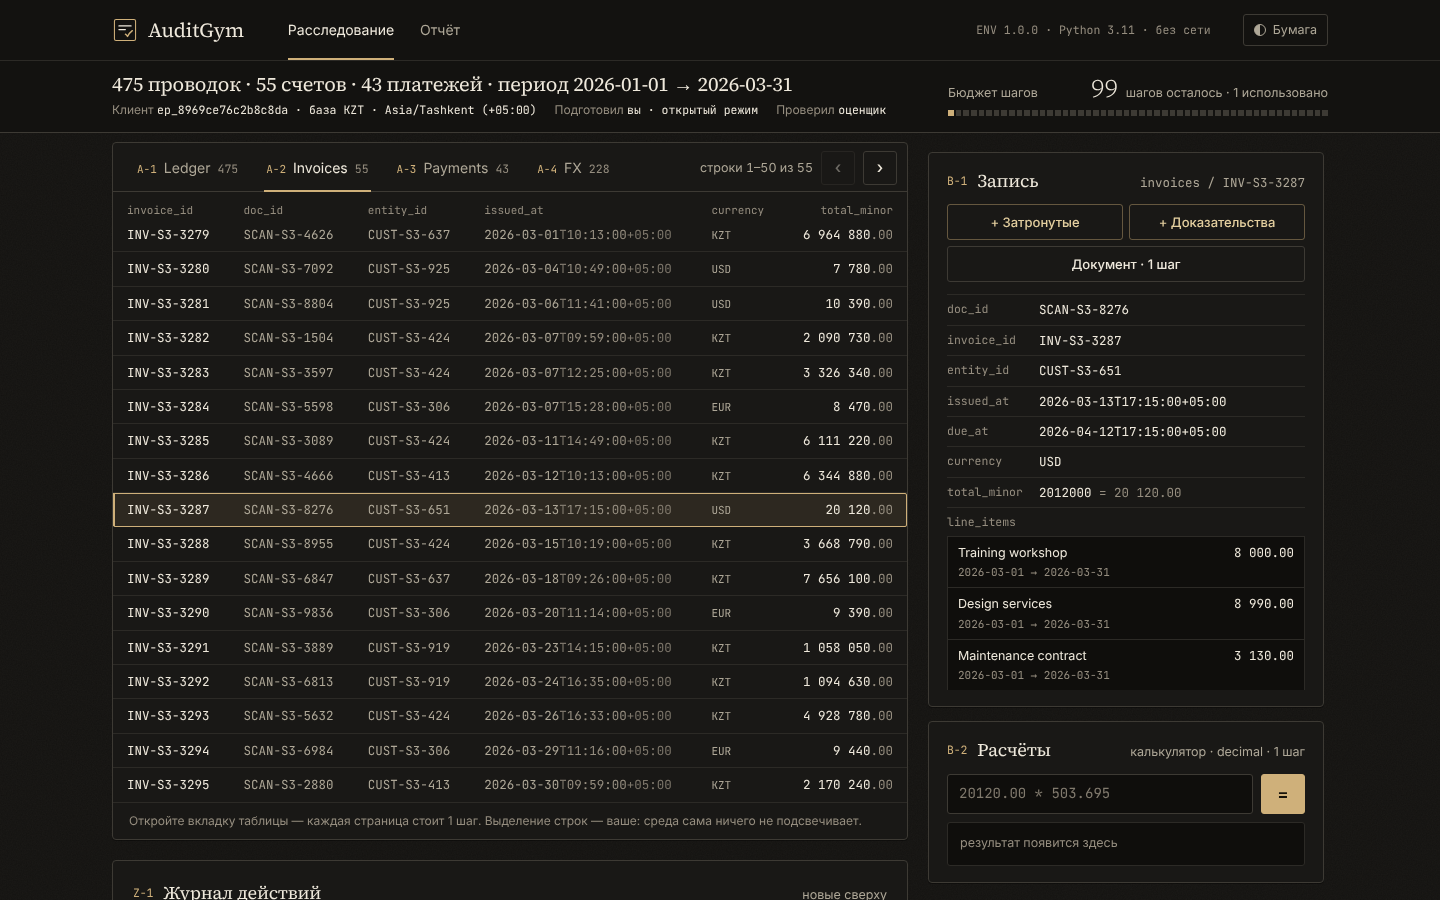 AuditGym Расследование Отчёт ENV 1.0.0 · Python 3.11 · без сети Бумага
475 проводок · 55 счетов · 43 платежей · период 2026-01-01 → 2026-03-31
Клиент ep_8969ce76c2b8c8da · база KZT · Asia/Tashkent (+05:00) Подготовил вы · открытый режим Проверил оценщик
Бюджет шагов 99 шагов осталось · 1 использовано
A-1 Ledger 475 A-2 Invoices 55 A-3 Payments 43 A-4 FX 228 строки 1–50 из 55 ‹ ›
invoice_id doc_id entity_id issued_at currency total_minor
INV-S3-3279 SCAN-S3-4626 CUST-S3-637 2026-03-01T10:13:00+05:00 KZT 6 964 880.00
INV-S3-3280 SCAN-S3-7092 CUST-S3-925 2026-03-04T10:49:00+05:00 USD 7 780.00
INV-S3-3281 SCAN-S3-8804 CUST-S3-925 2026-03-06T11:41:00+05:00 USD 10 390.00
INV-S3-3282 SCAN-S3-1504 CUST-S3-424 2026-03-07T09:59:00+05:00 KZT 2 090 730.00
INV-S3-3283 SCAN-S3-3597 CUST-S3-424 2026-03-07T12:25:00+05:00 KZT 3 326 340.00
INV-S3-3284 SCAN-S3-5598 CUST-S3-306 2026-03-07T15:28:00+05:00 EUR 8 470.00
INV-S3-3285 SCAN-S3-3089 CUST-S3-424 2026-03-11T14:49:00+05:00 KZT 6 111 220.00
INV-S3-3286 SCAN-S3-4666 CUST-S3-413 2026-03-12T10:13:00+05:00 KZT 6 344 880.00
INV-S3-3287 SCAN-S3-8276 CUST-S3-651 2026-03-13T17:15:00+05:00 USD 20 120.00
INV-S3-3288 SCAN-S3-8955 CUST-S3-424 2026-03-15T10:19:00+05:00 KZT 3 668 790.00
INV-S3-3289 SCAN-S3-6847 CUST-S3-637 2026-03-18T09:26:00+05:00 KZT 7 656 100.00
INV-S3-3290 SCAN-S3-9836 CUST-S3-306 2026-03-20T11:14:00+05:00 EUR 9 390.00
INV-S3-3291 SCAN-S3-3889 CUST-S3-919 2026-03-23T14:15:00+05:00 KZT 1 058 050.00
INV-S3-3292 SCAN-S3-6813 CUST-S3-919 2026-03-24T16:35:00+05:00 KZT 1 094 630.00
INV-S3-3293 SCAN-S3-5632 CUST-S3-424 2026-03-26T16:33:00+05:00 KZT 4 928 780.00
INV-S3-3294 SCAN-S3-6984 CUST-S3-306 2026-03-29T11:16:00+05:00 EUR 9 440.00
INV-S3-3295 SCAN-S3-2880 CUST-S3-413 2026-03-30T09:59:00+05:00 KZT 2 170 240.00
Откройте вкладку таблицы — каждая страница стоит 1 шаг. Выделение строк — ваше: среда сама ничего не подсвечивает.
Z-1 Журнал действий новые сверху
B-1 Запись invoices / INV-S3-3287
+ Затронутые + Доказательства
Документ · 1 шаг
doc_id SCAN-S3-8276
invoice_id INV-S3-3287
entity_id CUST-S3-651
issued_at 2026-03-13T17:15:00+05:00
due_at 2026-04-12T17:15:00+05:00
currency USD
total_minor 2012000 = 20 120.00
line_items
Training workshop 8 000.00
2026-03-01 → 2026-03-31
Design services 8 990.00
2026-03-01 → 2026-03-31
Maintenance contract 3 130.00
2026-03-01 → 2026-03-31
B-2 Расчёты калькулятор · decimal · 1 шаг
20120.00 * 503.695 =
результат появится здесь